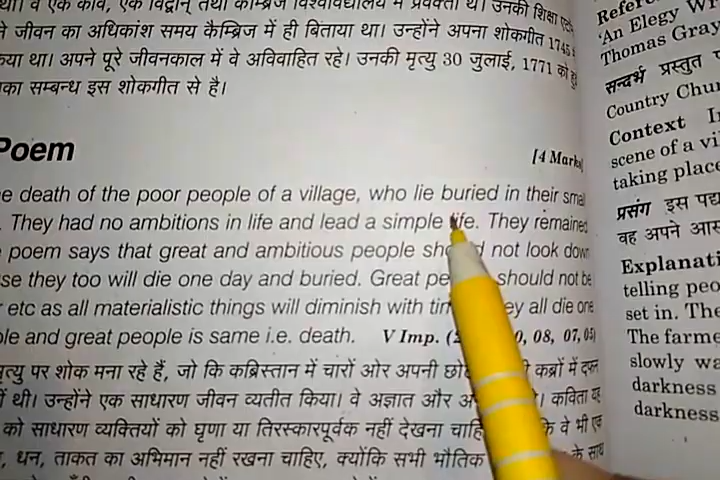 था। वे एक कवि, एक विद्वान् तथा कैम्ब्रिज विश्वविद्यालय में प्रवक्ता थे। उनकी शिक्षा
ने जीवन का अधिकांश समय कैम्ब्रिज में ही बिताया था। उन्होंने अपना शोकगीत
किया था। अपने पूरे जीवनकाल में वे अविवाहित रहे। उनकी मृत्यु 30 जुलाई, 1771 को
का सम्बन्ध इस शोकगीत से है।
Poem [4 Marks
e death of the poor people of a village, who lie buried in their small
. They had no ambitions in life and lead a simple life. They remained
poem says that great and ambitious people should not look down
se they too will die one day and buried. Great pe should not be
etc as all materialistic things will diminish with tim ey all die one
le and great people is same i.e. death. V Imp. (2 0, 08, 07, 05)
मृत्यु पर शोक मना रहे हैं, जो कि कब्रिस्तान में चारों ओर अपनी छोटी कब्रों में दफन
थी। उन्होंने एक साधारण जीवन व्यतीत किया। वे अज्ञात और । कविता यह
को साधारण व्यक्तियों को घृणा या तिरस्कारपूर्वक नहीं देखना चाहि कि वे भी एक
, धन, ताकत का अभिमान नहीं रखना चाहिए, क्योंकि सभी भौतिक के साथ
Refer
'An Elegy Wr
Thomas Gray
सन्दर्भ प्रस्तुत
Country Chur
Context I
scene of a vi
taking place
प्रसंग इस पद्य
वह अपने आस
Explanati
telling peo
set in. The
The farme
slowly wa
darkness
darkness